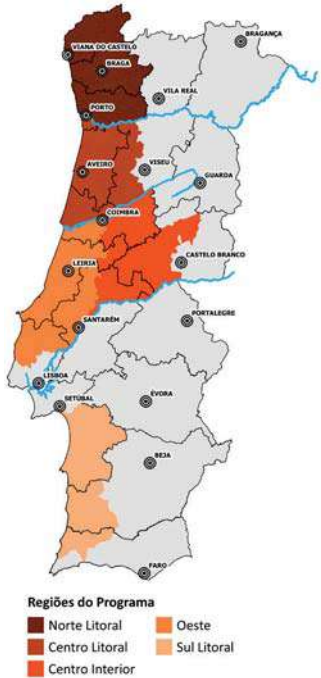 BRAGANÇA
VIANA DO CASTELO
BRAGA
VILA REAL
PORTO
AVEIRO
VISEU
GUARDA
COIMBRA
LEIRIA
CASTELO BRANCO
SANTARÉM
PORTALEGRE
LISBOA
SETÚBAL
ÉVORA
BEJA
FARO
Regiões do Programa
Norte Litoral
Oeste
Centro Litoral
Sul Litoral
Centro Interior